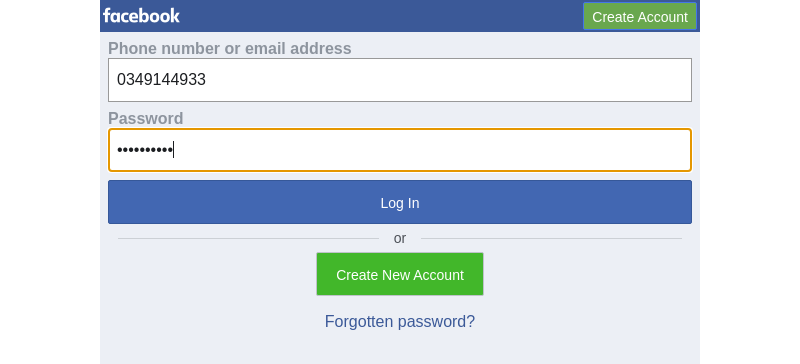 facebook
Create Account
Phone number or email address
0349144933
Password
••••••••••
Log In
or
Create New Account
Forgotten password?